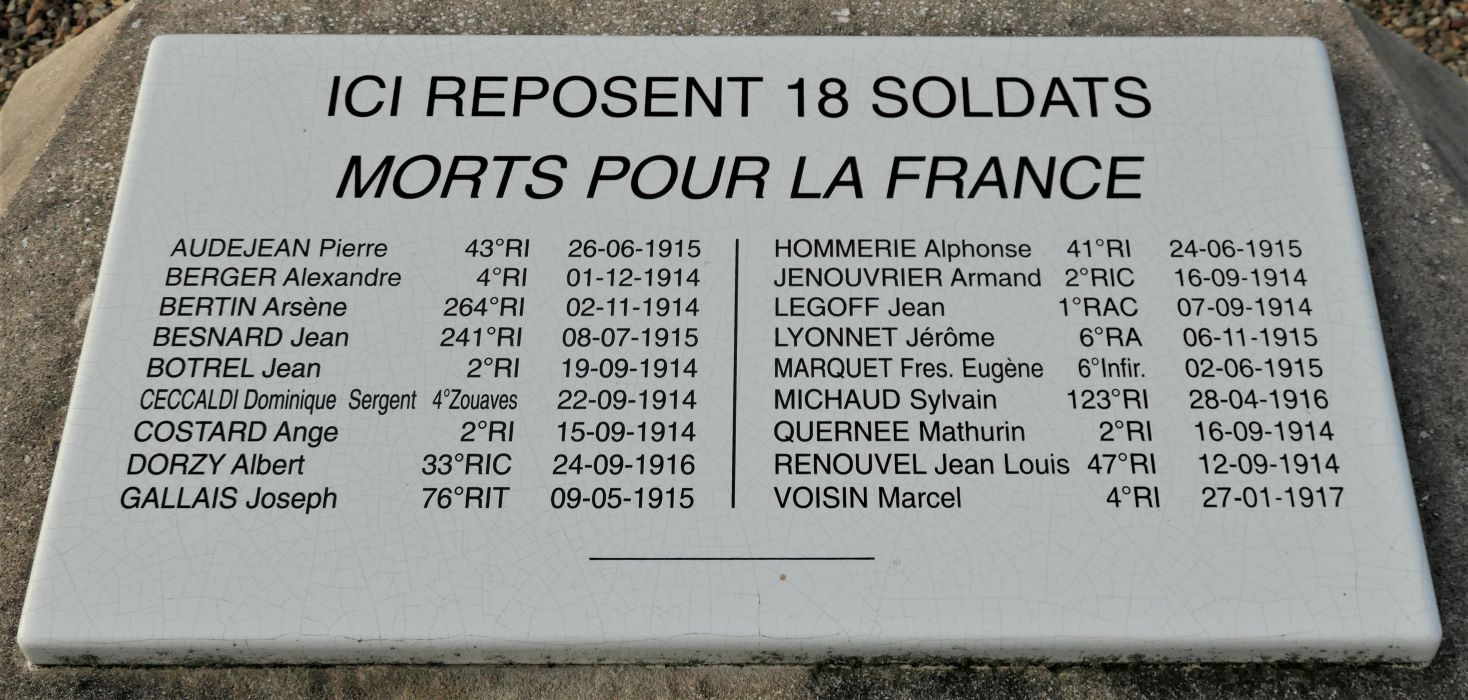 ICI REPOSENT 18 SOLDATS
MORTS POUR LA FRANCE
AUDEJEAN Pierre 43°RI 26-06-1915
BERGER Alexandre 4°RI 01-12-1914
BERTIN Arsène 264°RI 02-11-1914
BESNARD Jean 241°RI 08-07-1915
BOTREL Jean 2°RI 19-09-1914
CECCALDI Dominique Sergent 4°Zouaves 22-09-1914
COSTARD Ange 2°RI 15-09-1914
DORZY Albert 33°RIC 24-09-1916
GALLAIS Joseph 76°RIT 09-05-1915
HOMMERIE Alphonse 41°RI 24-06-1915
JENOUVRIER Armand 2°RIC 16-09-1914
LEGOFF Jean 1°RAC 07-09-1914
LYONNET Jérôme 6°RA 06-11-1915
MARQUET Fres. Eugène 6°Infir. 02-06-1915
MICHAUD Sylvain 123°RI 28-04-1916
QUERNEE Mathurin 2°RI 16-09-1914
RENOUVEL Jean Louis 47°RI 12-09-1914
VOISIN Marcel 4°RI 27-01-1917